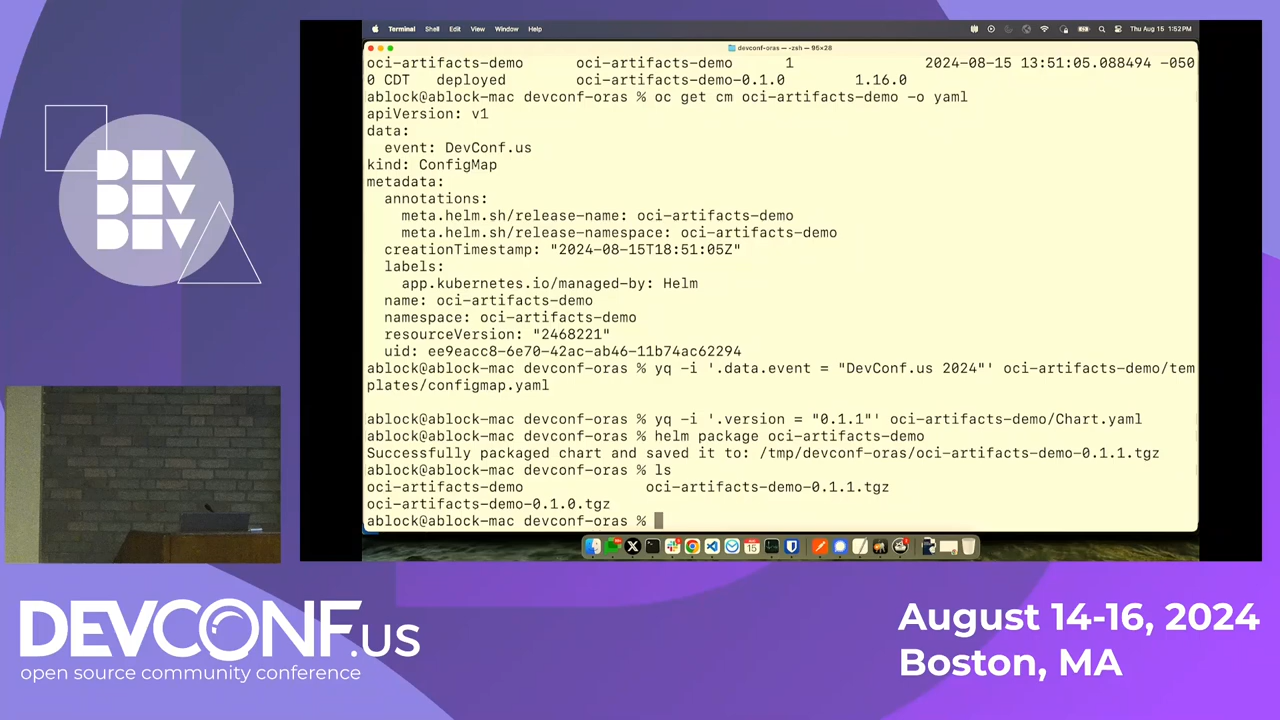 Terminal Shell Edit View Window Help
Thu Aug 15 1:52 PM
devconf-oras — -zsh — 95×28
oci-artifacts-demo oci-artifacts-demo 1 2024-08-15 13:51:05.088494 -050
0 CDT deployed oci-artifacts-demo-0.1.0 1.16.0
ablock@ablock-mac devconf-oras % oc get cm oci-artifacts-demo -o yaml
apiVersion: v1
data:
  event: DevConf.us
kind: ConfigMap
metadata:
  annotations:
    meta.helm.sh/release-name: oci-artifacts-demo
    meta.helm.sh/release-namespace: oci-artifacts-demo
  creationTimestamp: "2024-08-15T18:51:05Z"
  labels:
    app.kubernetes.io/managed-by: Helm
  name: oci-artifacts-demo
  namespace: oci-artifacts-demo
  resourceVersion: "2468221"
  uid: ee9eacc8-6e70-42ac-ab46-11b74ac62294
ablock@ablock-mac devconf-oras % yq -i '.data.event = "DevConf.us 2024"' oci-artifacts-demo/tem
plates/configmap.yaml
ablock@ablock-mac devconf-oras % yq -i '.version = "0.1.1"' oci-artifacts-demo/Chart.yaml
ablock@ablock-mac devconf-oras % helm package oci-artifacts-demo
Successfully packaged chart and saved it to: /tmp/devconf-oras/oci-artifacts-demo-0.1.1.tgz
ablock@ablock-mac devconf-oras % ls
oci-artifacts-demo oci-artifacts-demo-0.1.1.tgz
oci-artifacts-demo-0.1.0.tgz
ablock@ablock-mac devconf-oras %
DEV
DEV
DEV
DEVCONF.us
open source community conference
August 14-16, 2024
Boston, MA